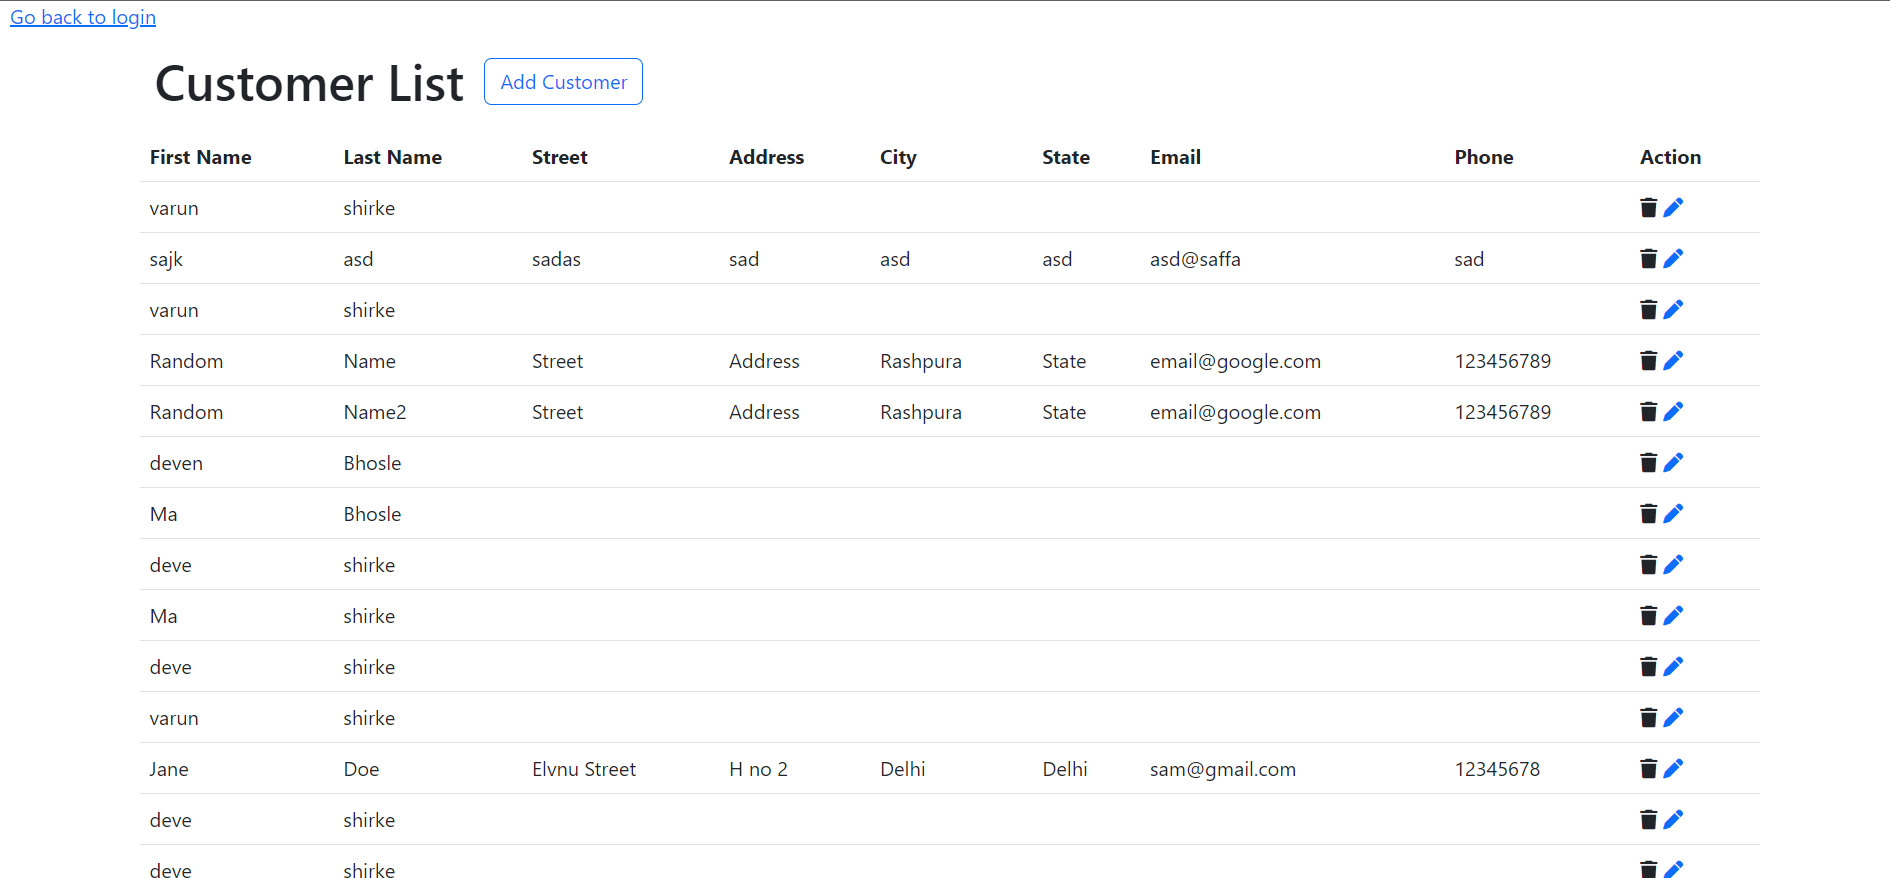 Go back to login
Customer List Add Customer
First Name Last Name Street Address City State Email Phone Action
varun shirke
sajk asd sadas sad asd asd asd@saffa sad
varun shirke
Random Name Street Address Rashpura State email@google.com 123456789
Random Name2 Street Address Rashpura State email@google.com 123456789
deven Bhosle
Ma Bhosle
deve shirke
Ma shirke
deve shirke
varun shirke
Jane Doe Elvnu Street H no 2 Delhi Delhi sam@gmail.com 12345678
deve shirke
deve shirke